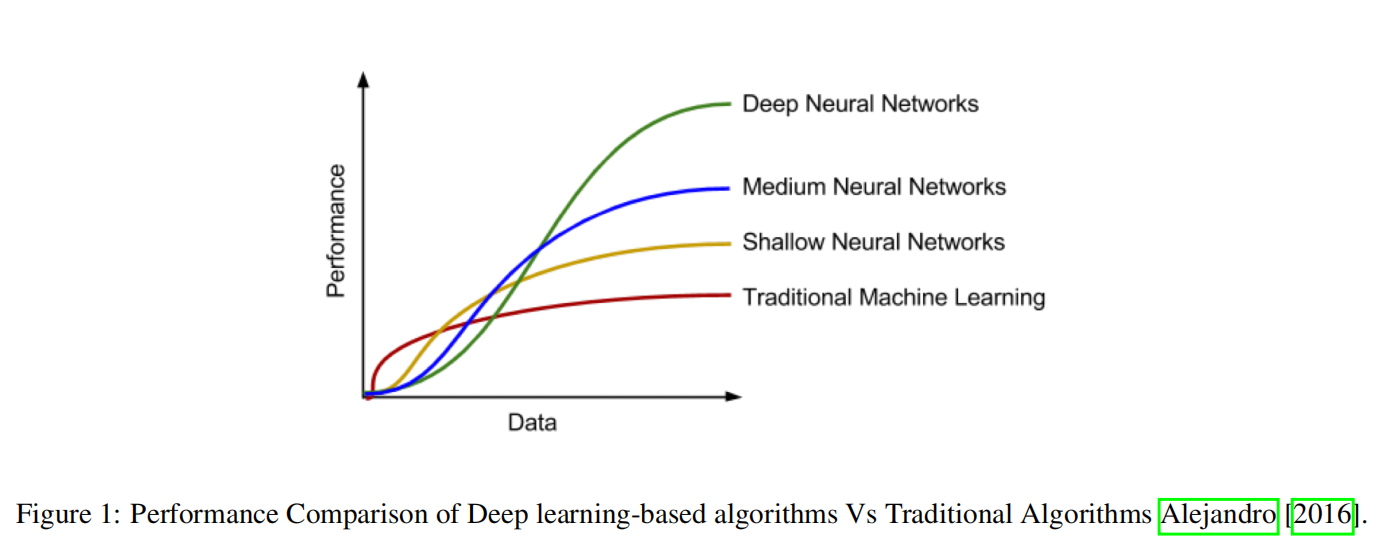 Deep Neural Networks
Medium Neural Networks
Shallow Neural Networks
Traditional Machine Learning
Performance
Data
Figure 1: Performance Comparison of Deep learning-based algorithms Vs Traditional Algorithms Alejandro [2016].